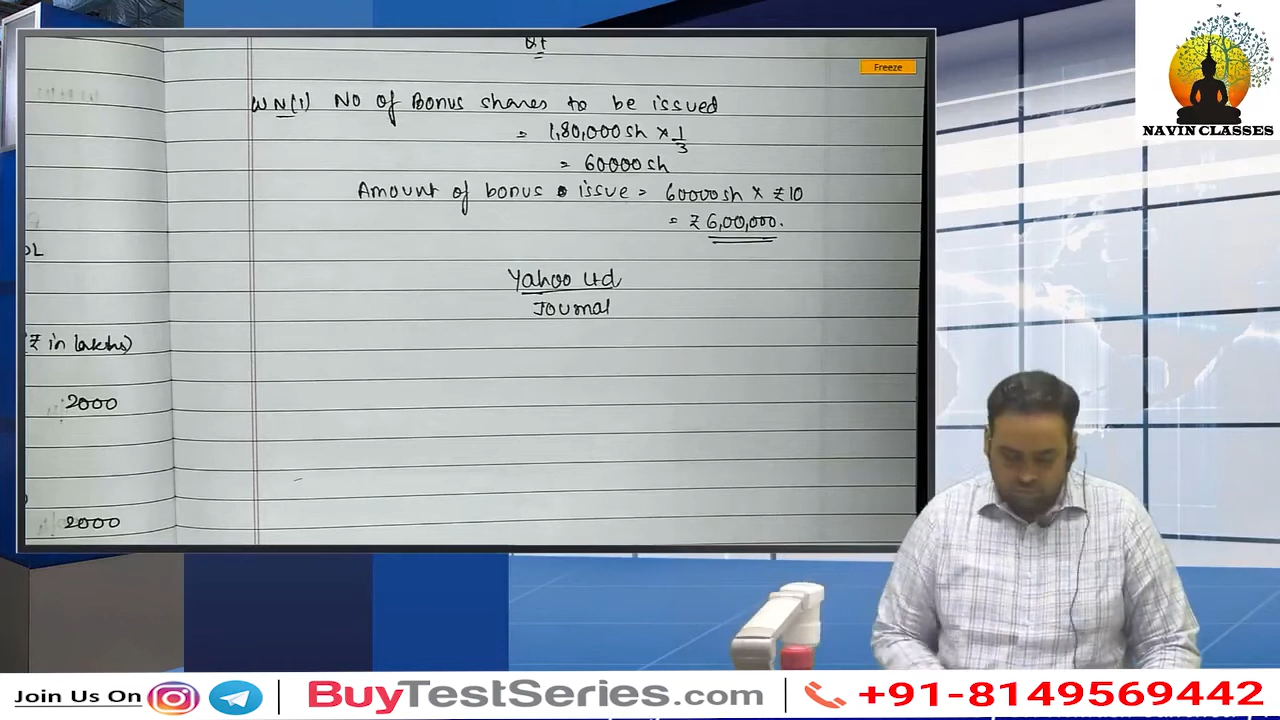 Freeze
NAVIN CLASSES
WN(1) No of Bonus shares to be issued
= 1,80,000 sh × 1/3
= 60000 sh
Amount of bonus issue = 60000 sh × ₹10
= ₹ 6,00,000.
Yahoo Ltd
Journal
(₹ in lakhs)
2000
2000
Join Us On
BuyTestSeries.com
+91-8149569442